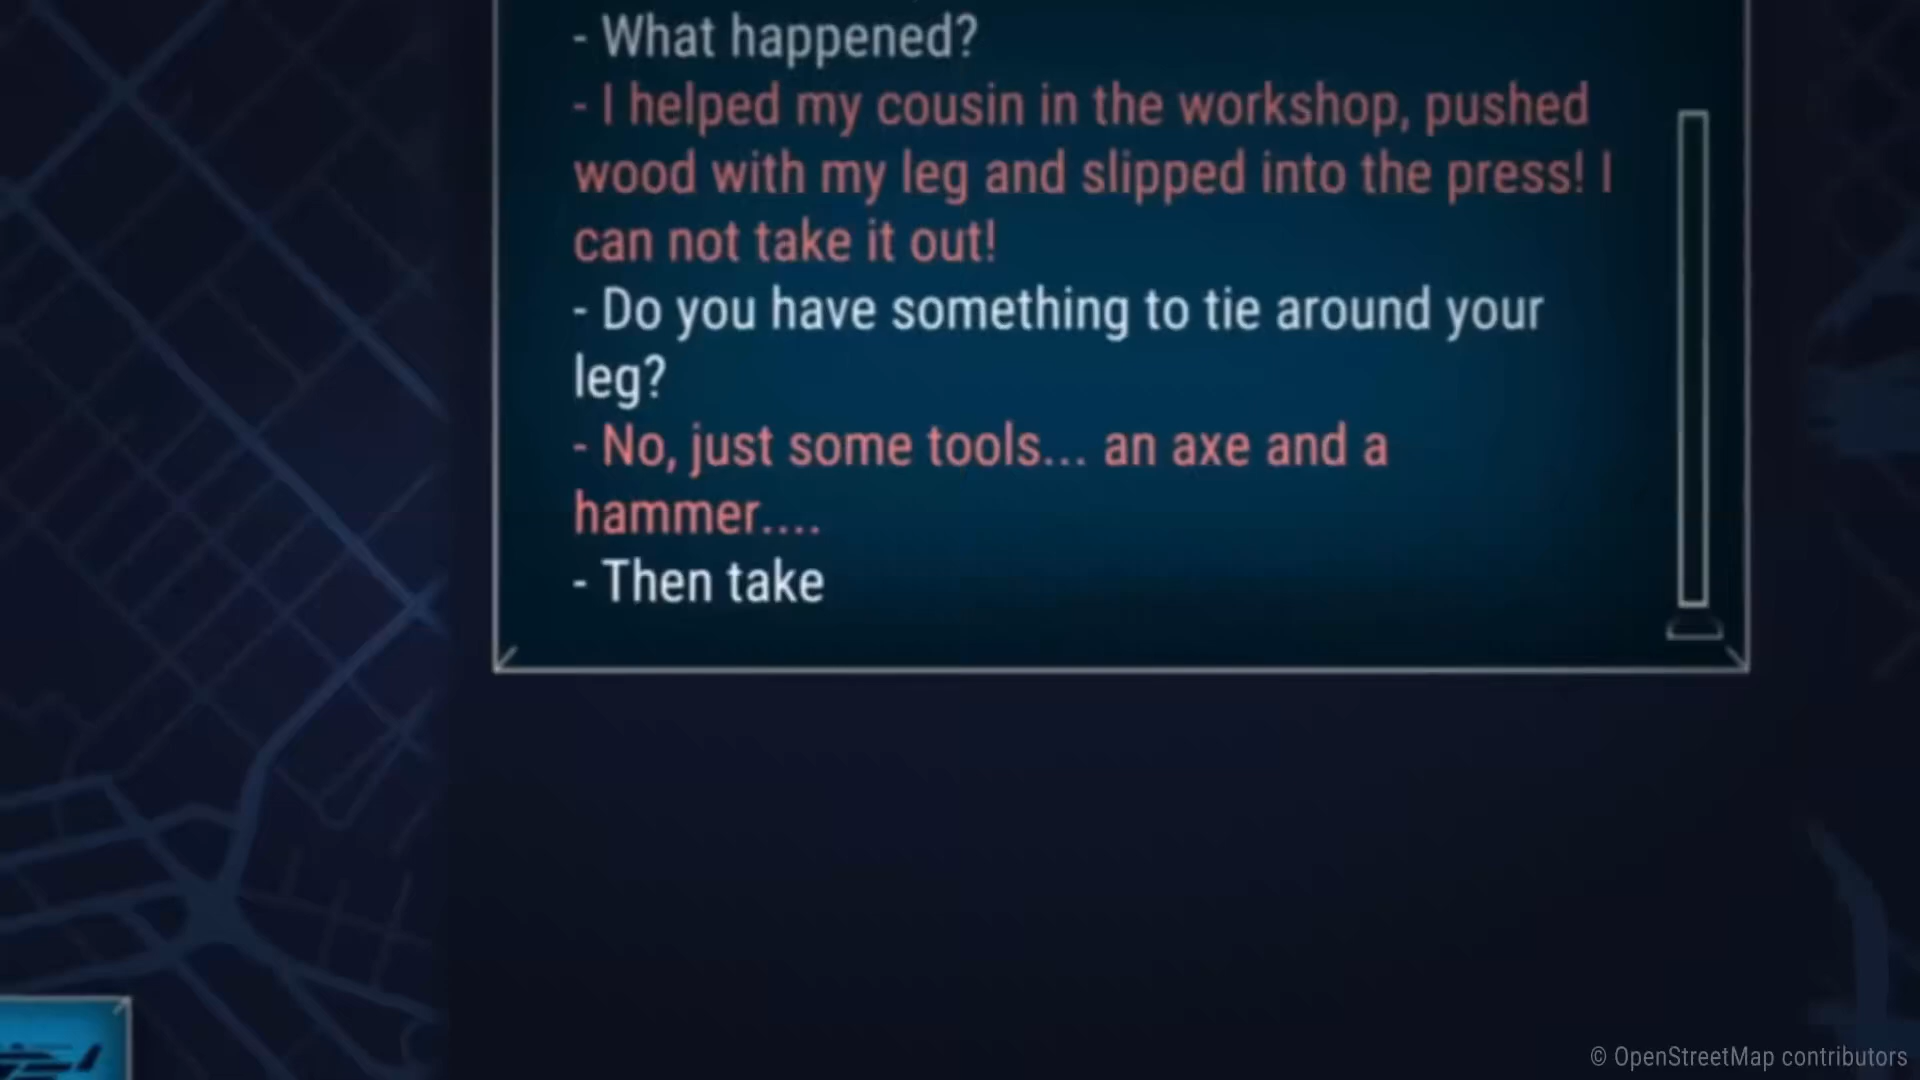 - What happened?
- I helped my cousin in the workshop, pushed
wood with my leg and slipped into the press! I
can not take it out!
- Do you have something to tie around your
leg?
- No, just some tools... an axe and a
hammer....
- Then take
© OpenStreetMap contributors